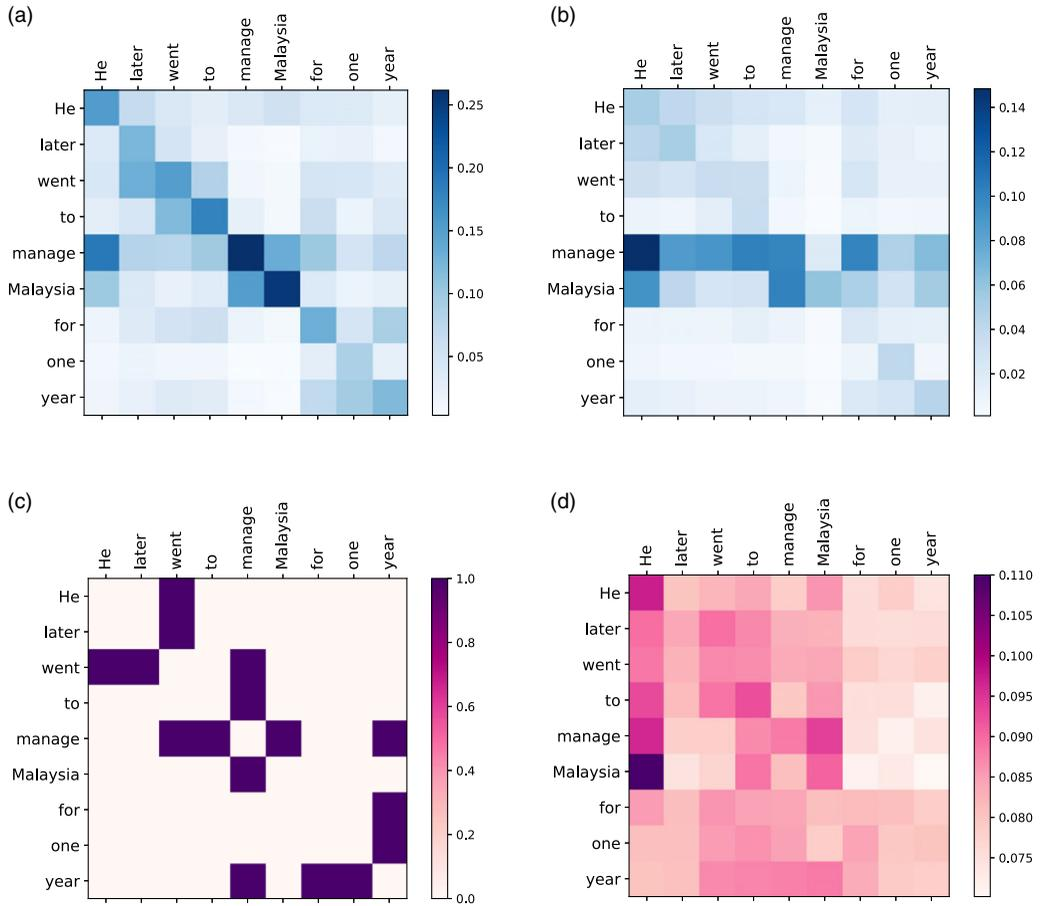 (a)
He later went to manage Malaysia for one year
He
later
went
to
manage
Malaysia
for
one
year
0.25
0.20
0.15
0.10
0.05
(b)
He later went to manage Malaysia for one year
He
later
went
to
manage
Malaysia
for
one
year
0.14
0.12
0.10
0.08
0.06
0.04
0.02
(c)
He later went to manage Malaysia for one year
He
later
went
to
manage
Malaysia
for
one
year
1.0
0.8
0.6
0.4
0.2
0.0
(d)
He later went to manage Malaysia for one year
He
later
went
to
manage
Malaysia
for
one
year
0.110
0.105
0.100
0.095
0.090
0.085
0.080
0.075